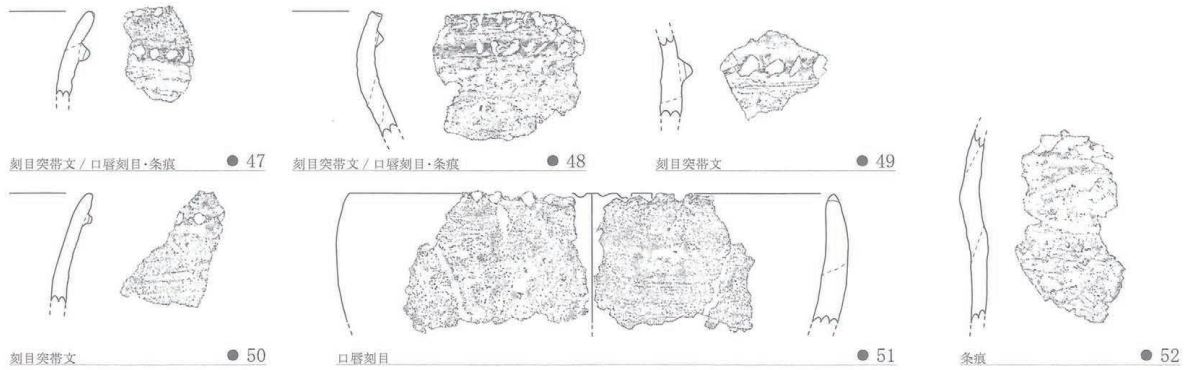 刻目突帯文 / 口唇刻目・条痕 ● 47
刻目突帯文 / 口唇刻目・条痕 ● 48
刻目突帯文 ● 49
刻目突帯文 ● 50
口唇刻目 ● 51
条痕 ● 52